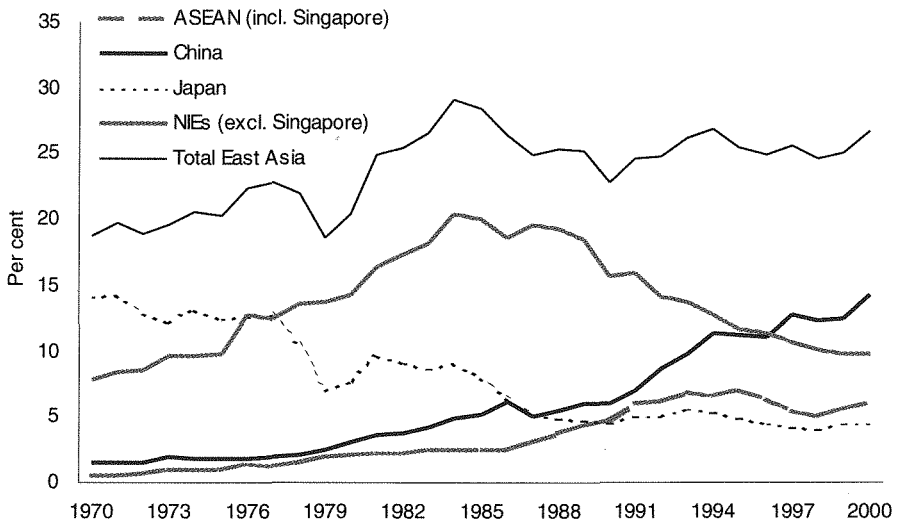 35
30
25
20
15
10
5
0
Per cent
ASEAN (incl. Singapore)
China
Japan
NIEs (excl. Singapore)
Total East Asia
1970 1973 1976 1979 1982 1985 1988 1991 1994 1997 2000